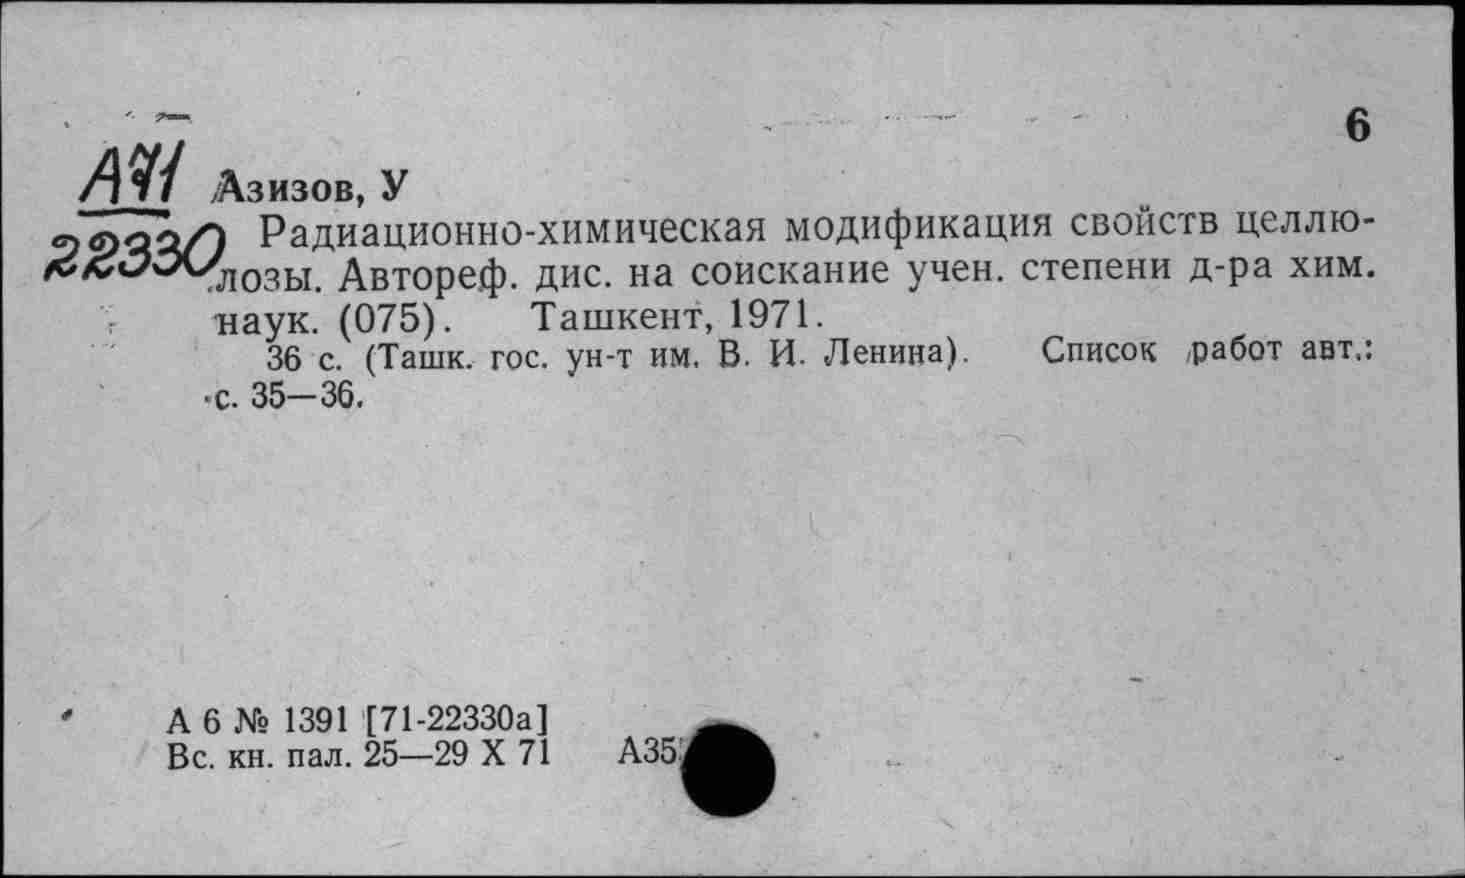 6
А71 Азизов, У
22330 Радиационно-химическая модификация свойств целлю-
лозы. Автореф. дис. на соискание учен. степени д-ра хим.
наук. (075). Ташкент, 1971.
36 с. (Ташк. гос. ун-т им. В. И. Ленина). Список работ авт.:
с. 35—36.
А 6 № 1391 [71-22330а]
Вс. кн. пал. 25—29 X 71 А35